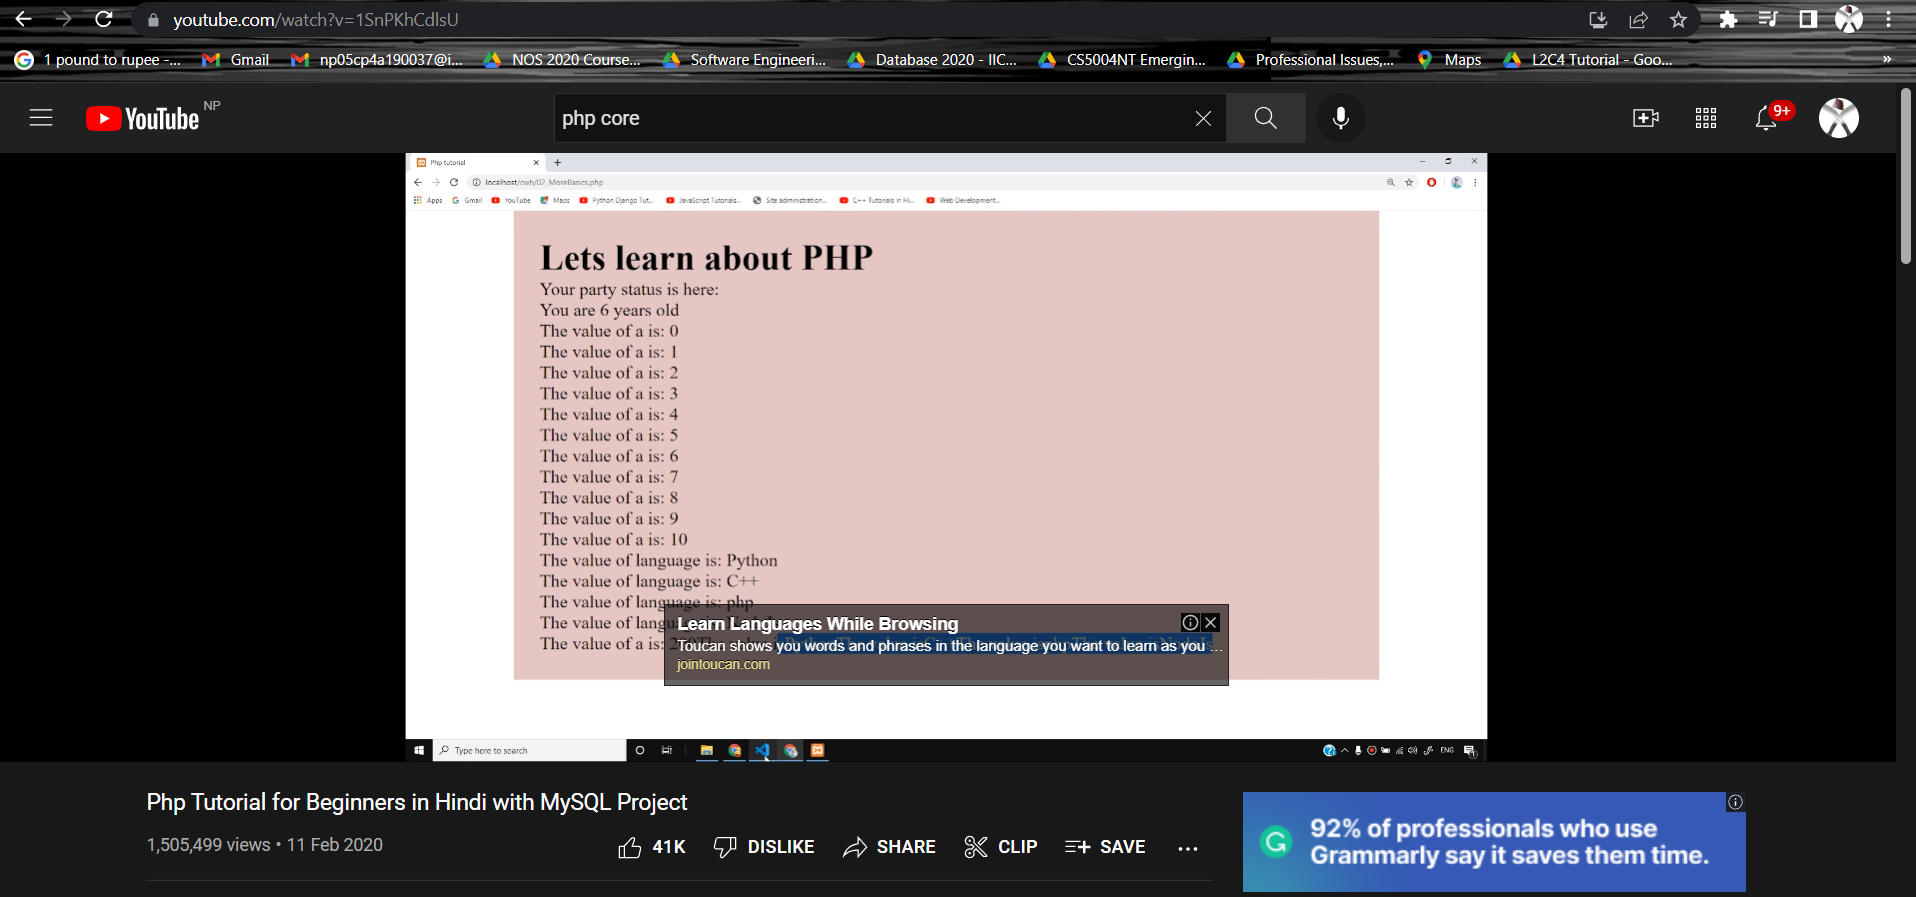 youtube.com/watch?v=1SnPKhCdlsU
1 pound to rupee -...
Gmail
np05cp4a190037@i...
NOS 2020 Course...
Software Engineeri...
Database 2020 - IIC...
CS5004NT Emergin...
Professional Issues,...
Maps
L2C4 Tutorial - Goo...
»
YouTube NP
php core
9+
Php tutorial
localhost/cwh/02_MoreBasics.php
Apps
Gmail
YouTube
Maps
Python Django Tut...
JavaScript Tutorials...
Site administration...
C++ Tutorials in Hi...
Web Development...
Lets learn about PHP
Your party status is here:
You are 6 years old
The value of a is: 0
The value of a is: 1
The value of a is: 2
The value of a is: 3
The value of a is: 4
The value of a is: 5
The value of a is: 6
The value of a is: 7
The value of a is: 8
The value of a is: 9
The value of a is: 10
The value of language is: Python
The value of language is: C++
The value of language is: php
The value of langu
The value of a is:
Learn Languages While Browsing
Toucan shows you words and phrases in the language you want to learn as you ...
jointoucan.com
Type here to search
ENG
Php Tutorial for Beginners in Hindi with MySQL Project
1,505,499 views • 11 Feb 2020
41K
DISLIKE
SHARE
CLIP
SAVE
92% of professionals who use
Grammarly say it saves them time.